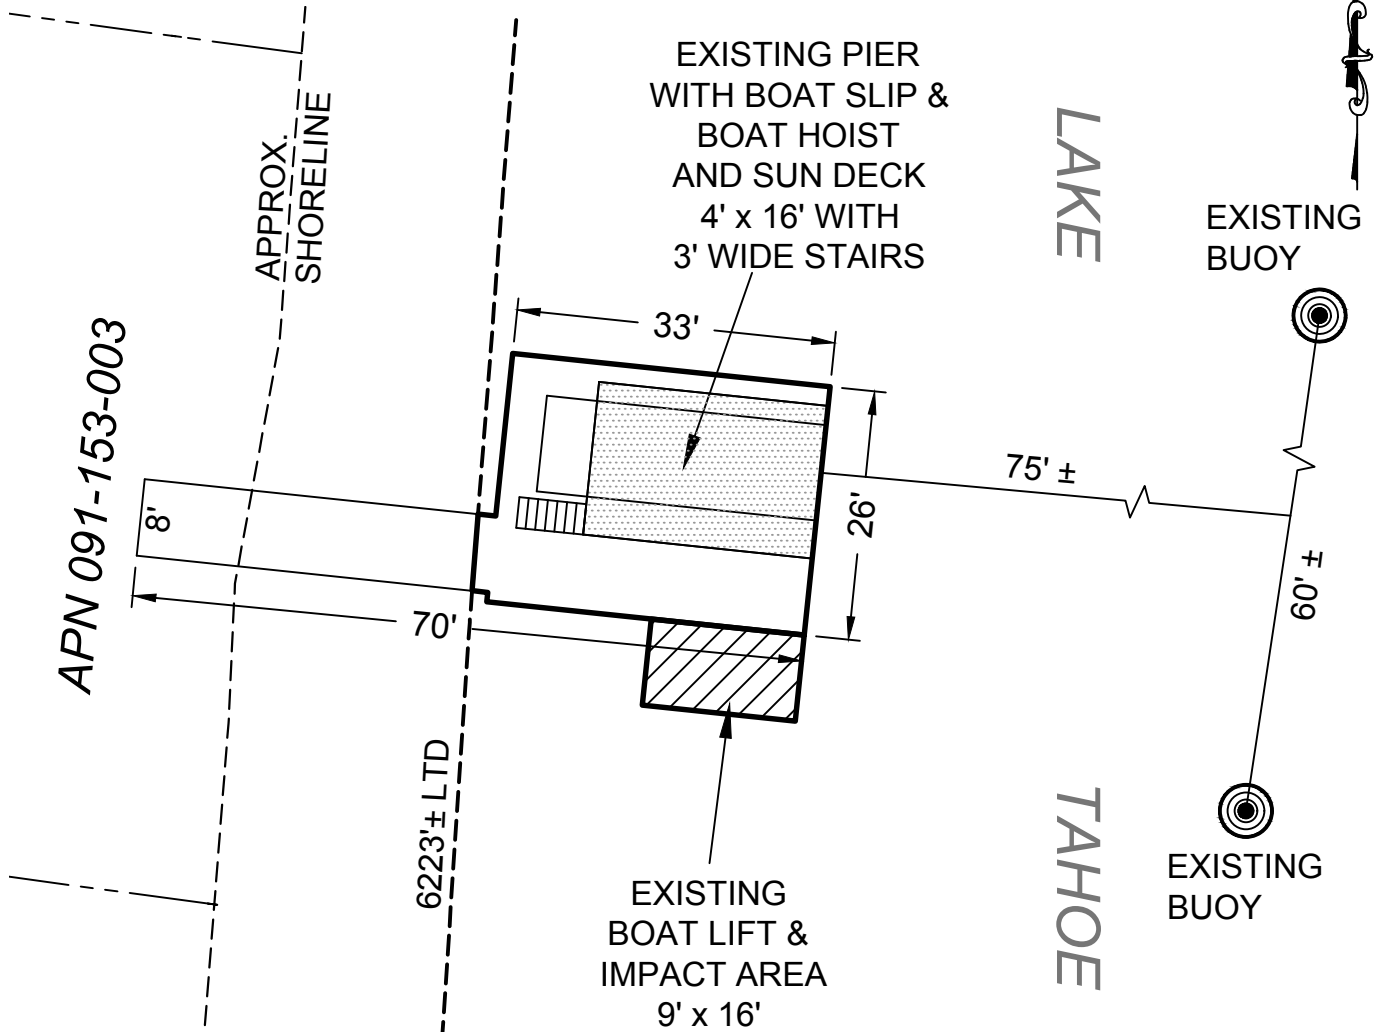 EXISTING PIER
WITH BOAT SLIP &
BOAT HOIST
AND SUN DECK
4' x 16' WITH
3' WIDE STAIRS
LAKE
EXISTING
BUOY
APPROX.
SHORELINE
33'
APN 091-153-003
8'
75' ±
26'
60' ±
70'
6223'± LTD
TAHOE
EXISTING
BUOY
EXISTING
BOAT LIFT &
IMPACT AREA
9' x 16'